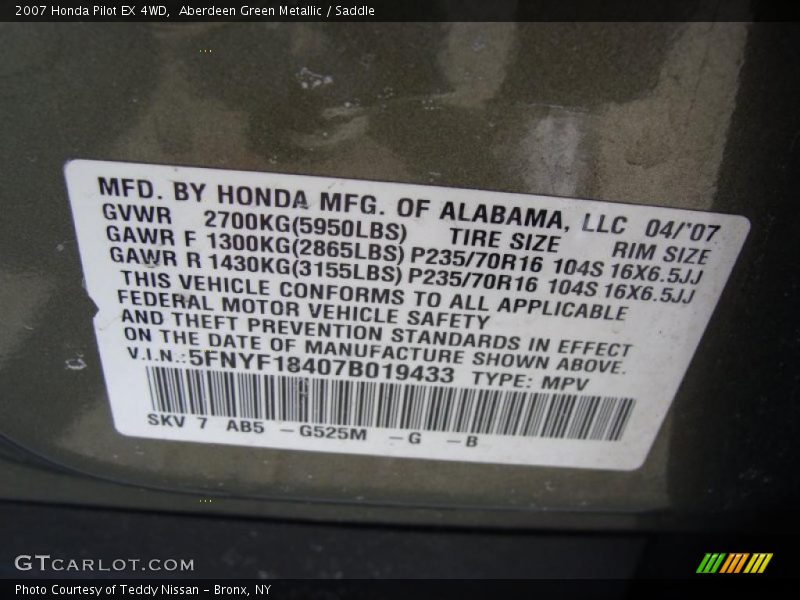 2007 Honda Pilot EX 4WD,  Aberdeen Green Metallic / Saddle
MFD. BY HONDA MFG. OF ALABAMA, LLC 04/'07
GVWR 2700KG(5950LBS) TIRE SIZE RIM SIZE
GAWR F 1300KG(2865LBS) P235/70R16 104S 16X6.5JJ
GAWR R 1430KG(3155LBS) P235/70R16 104S 16X6.5JJ
THIS VEHICLE CONFORMS TO ALL APPLICABLE
FEDERAL MOTOR VEHICLE SAFETY
AND THEFT PREVENTION STANDARDS IN EFFECT
ON THE DATE OF MANUFACTURE SHOWN ABOVE.
V.I.N.:5FNYF18407B019433 TYPE: MPV
SKV 7 AB5 -G525M -G -B
GTCARLOT.COM
Photo Courtesy of Teddy Nissan - Bronx, NY